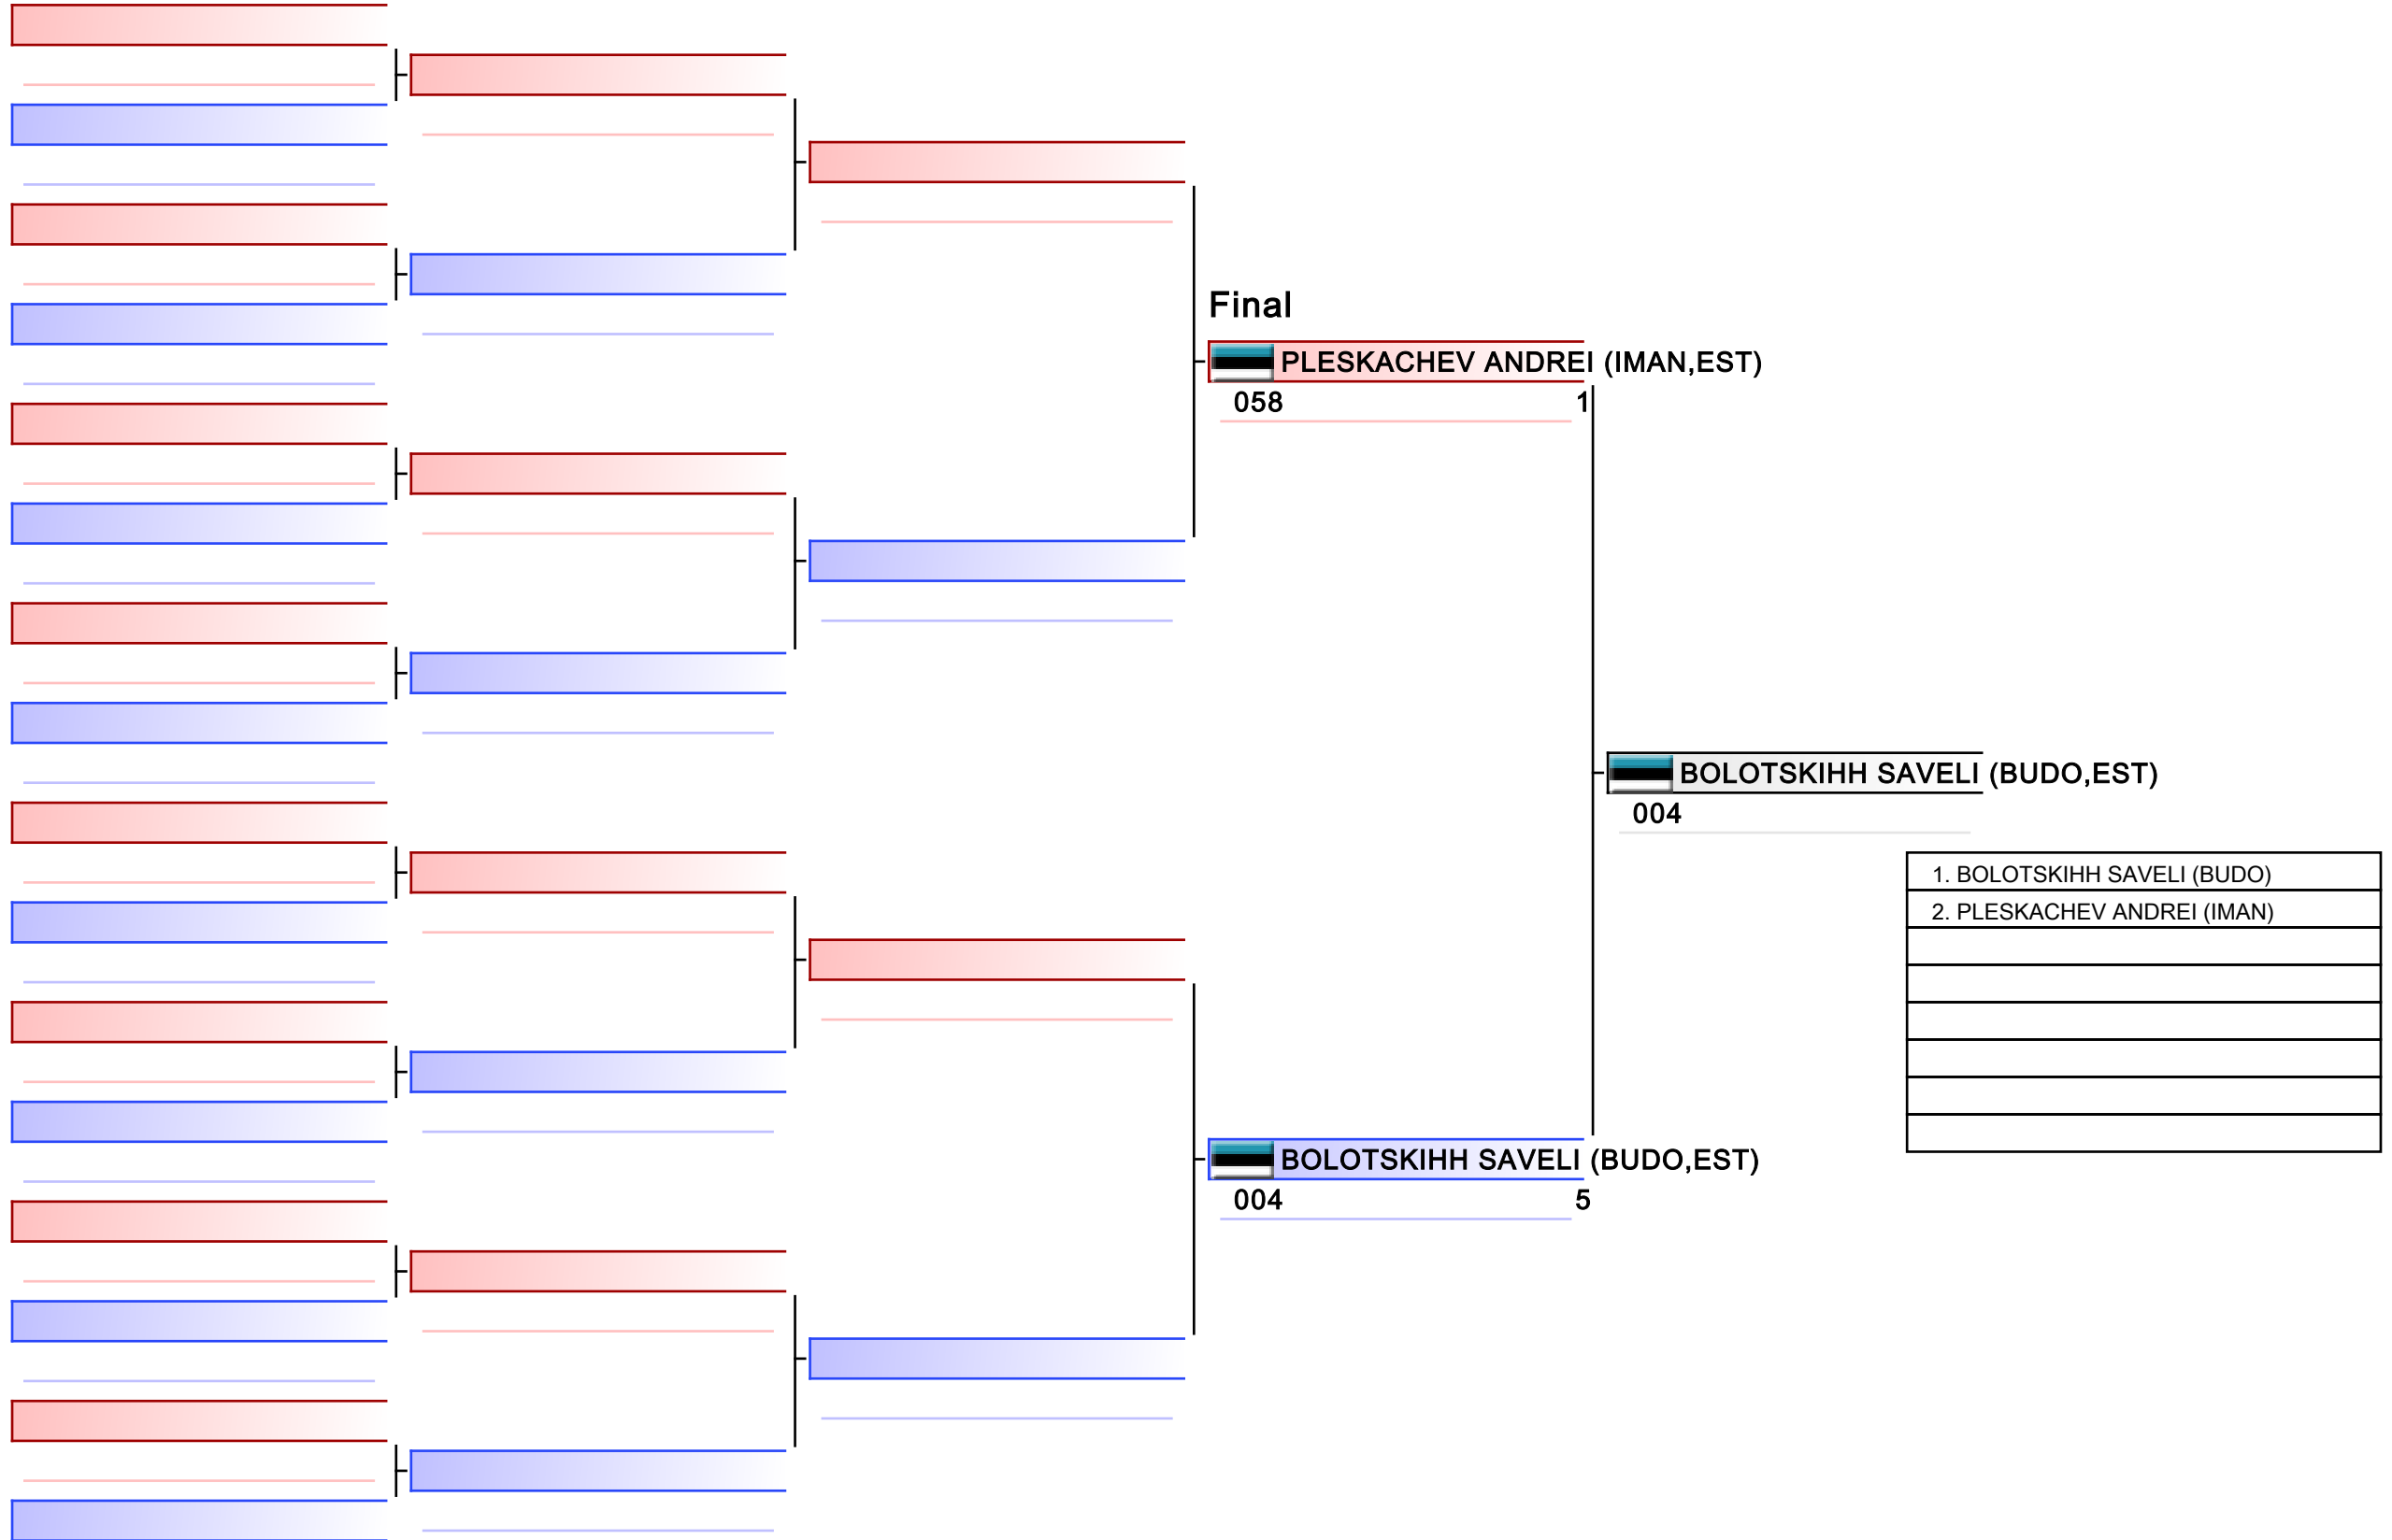 Final
PLESKACHEV ANDREI (IMAN,EST)
058 1
BOLOTSKIHH SAVELI (BUDO,EST)
004
1. BOLOTSKIHH SAVELI (BUDO)
2. PLESKACHEV ANDREI (IMAN)
BOLOTSKIHH SAVELI (BUDO,EST)
004 5